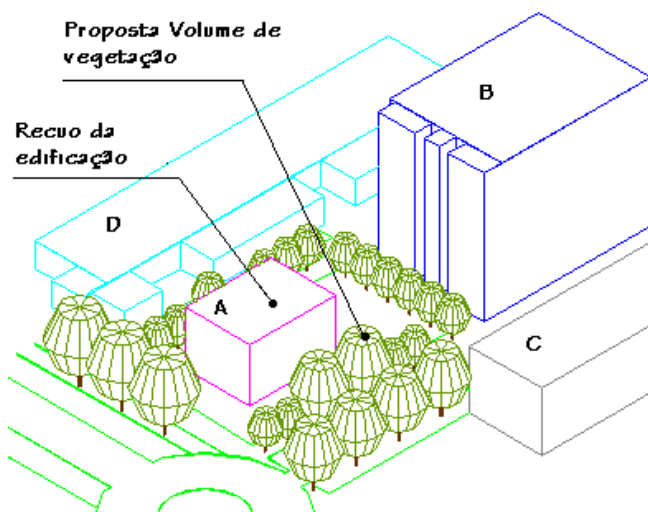 Proposta Volume de
vegetação
Recuo da
edificação
B
D
A
C